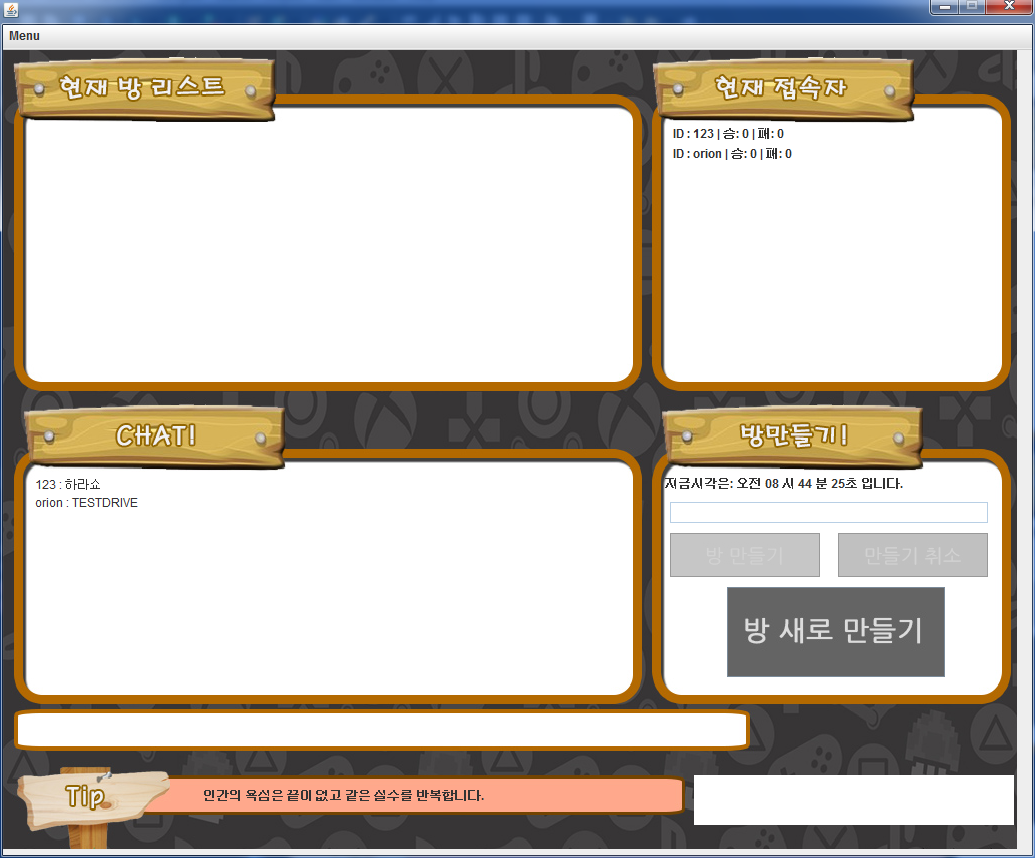 Menu
현재 방 리스트
현재 접속자
ID : 123 | 승: 0 | 패: 0
ID : orion | 승: 0 | 패: 0
CHAT!
123 : 하라쇼
orion : TESTDRIVE
방만들기!
지금시각은: 오전 08 시 44 분 25초 입니다.
방 만들기
만들기 취소
방 새로 만들기
Tip
인간의 욕심은 끝이 없고 같은 실수를 반복합니다.